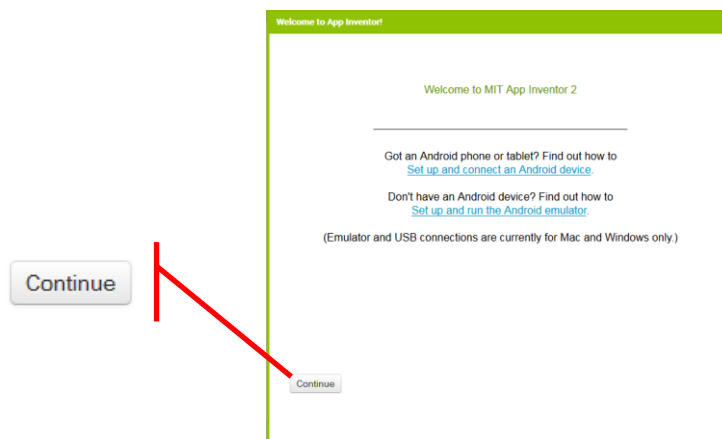 Welcome to App Inventor!
Welcome to MIT App Inventor 2
Got an Android phone or tablet? Find out how to
Set up and connect an Android device.
Don't have an Android device? Find out how to
Set up and run the Android emulator.
(Emulator and USB connections are currently for Mac and Windows only.)
Continue
Continue